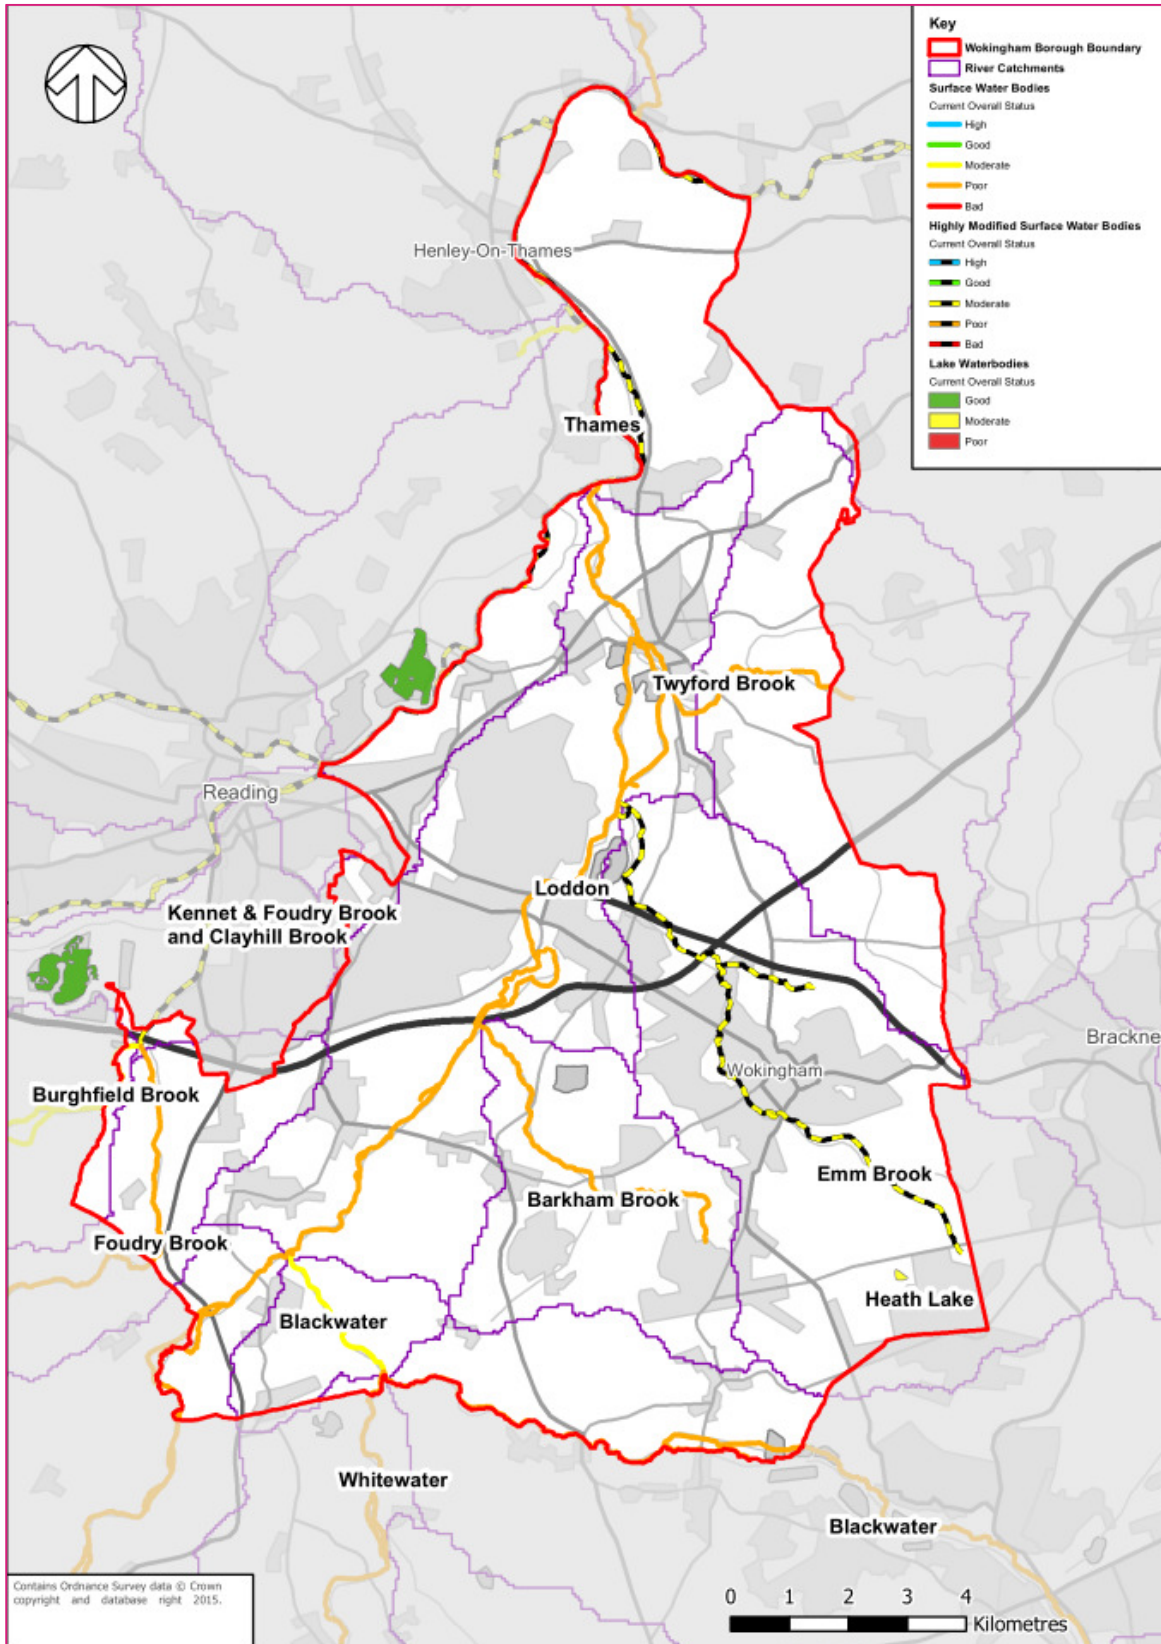 Key
Wokingham Borough Boundary
River Catchments
Surface Water Bodies
Current Overall Status
High
Good
Moderate
Poor
Bad
Highly Modified Surface Water Bodies
Current Overall Status
High
Good
Moderate
Poor
Bad
Lake Waterbodies
Current Overall Status
Good
Moderate
Poor
Henley-On-Thames
Thames
Twyford Brook
Reading
Loddon
Kennet & Foudry Brook
and Clayhill Brook
Brackne
Wokingham
Burghfield Brook
Emm Brook
Barkham Brook
Foudry Brook
Heath Lake
Blackwater
Whitewater
Blackwater
Contains Ordnance Survey data © Crown
copyright and database right 2015.
0 1 2 3 4
Kilometres